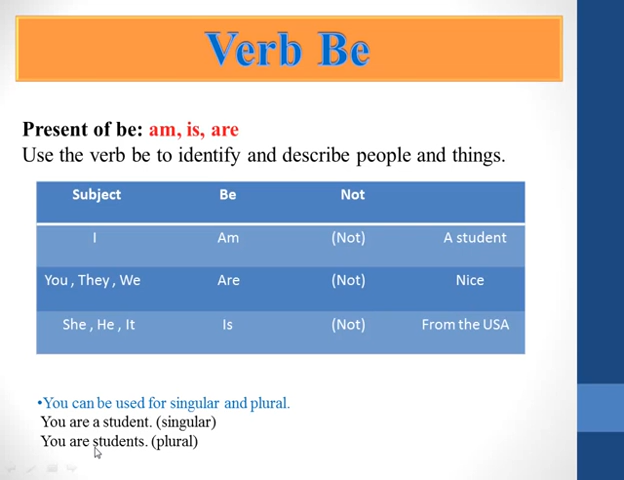 Verb Be
Present of be: am, is, are
Use the verb be to identify and describe people and things.
Subject Be Not
I Am (Not) A student
You , They , We Are (Not) Nice
She , He , It Is (Not) From the USA
•You can be used for singular and plural.
You are a student. (singular)
You are students. (plural)